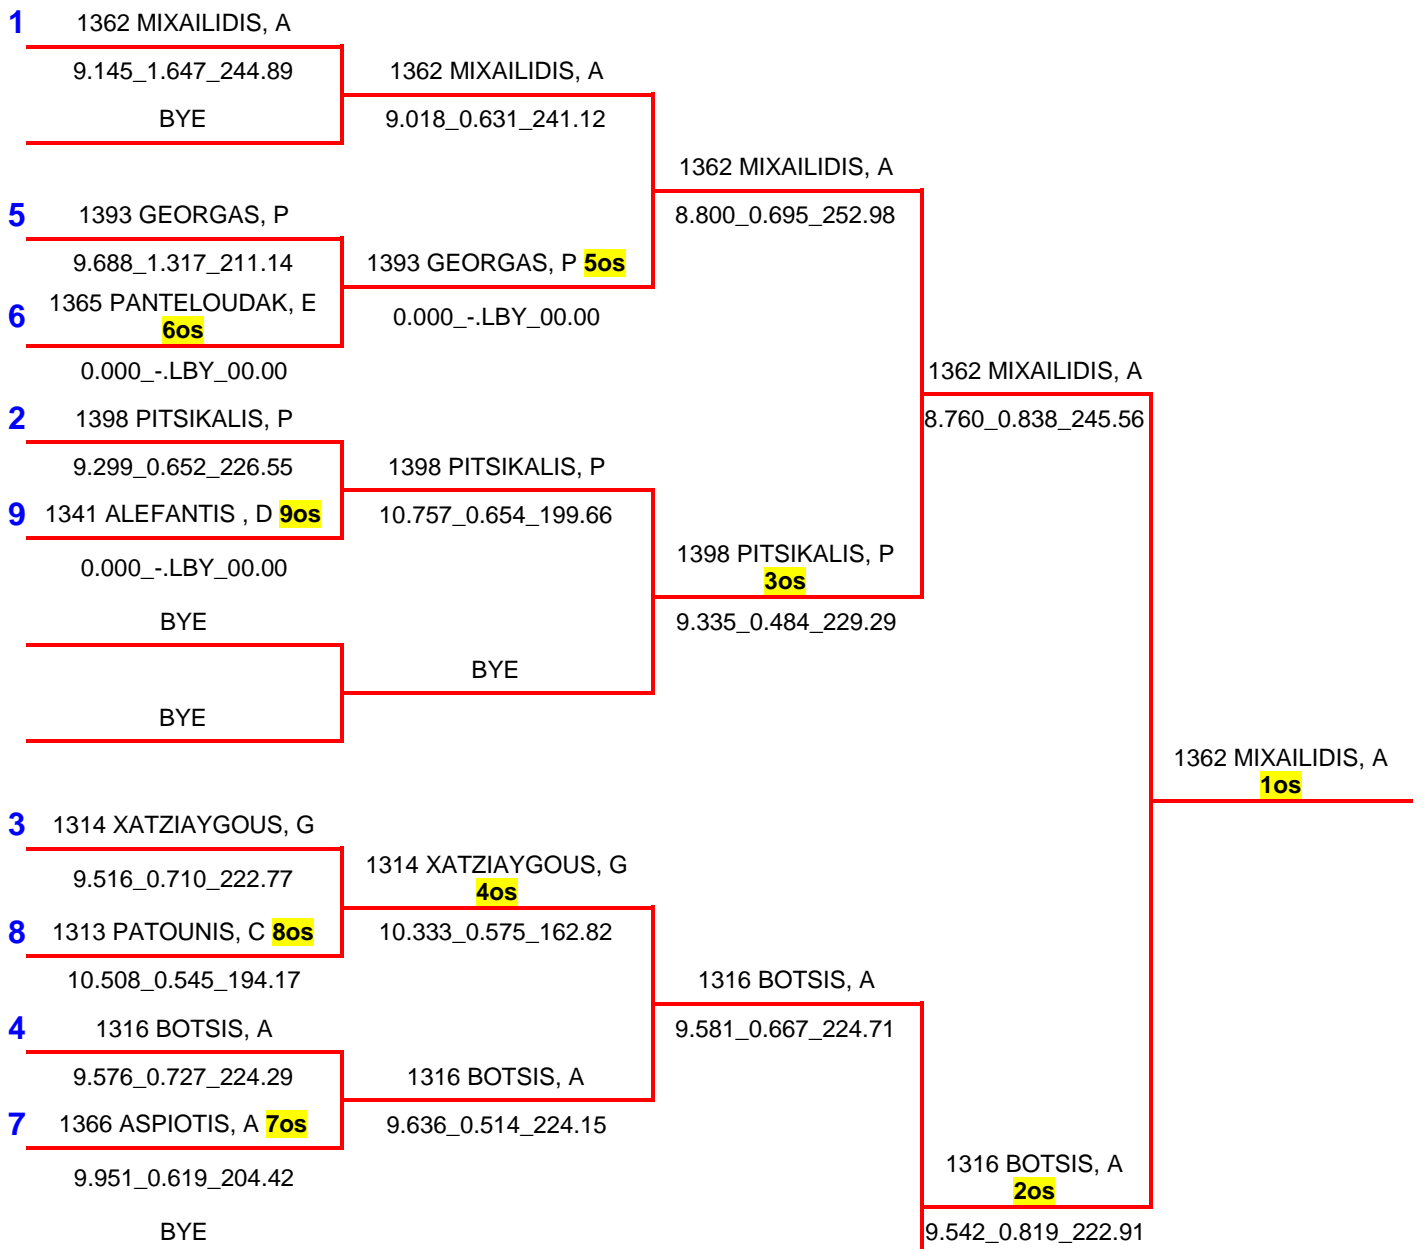 1 1362 MIXAILIDIS, A
9.145_1.647_244.89
BYE
5 1393 GEORGAS, P
9.688_1.317_211.14
6 1365 PANTELOUDAK, E
6os
0.000_-.LBY_00.00
2 1398 PITSIKALIS, P
9.299_0.652_226.55
9 1341 ALEFANTIS , D 9os
0.000_-.LBY_00.00
BYE
BYE
3 1314 XATZIAYGOUS, G
9.516_0.710_222.77
8 1313 PATOUNIS, C 8os
10.508_0.545_194.17
4 1316 BOTSIS, A
9.576_0.727_224.29
7 1366 ASPIOTIS, A 7os
9.951_0.619_204.42
BYE
1362 MIXAILIDIS, A
9.018_0.631_241.12
1393 GEORGAS, P 5os
0.000_-.LBY_00.00
1398 PITSIKALIS, P
10.757_0.654_199.66
BYE
1314 XATZIAYGOUS, G
4os
10.333_0.575_162.82
1316 BOTSIS, A
9.636_0.514_224.15
1362 MIXAILIDIS, A
8.800_0.695_252.98
1398 PITSIKALIS, P
3os
9.335_0.484_229.29
1316 BOTSIS, A
9.581_0.667_224.71
1362 MIXAILIDIS, A
8.760_0.838_245.56
1316 BOTSIS, A
2os
9.542_0.819_222.91
1362 MIXAILIDIS, A
1os